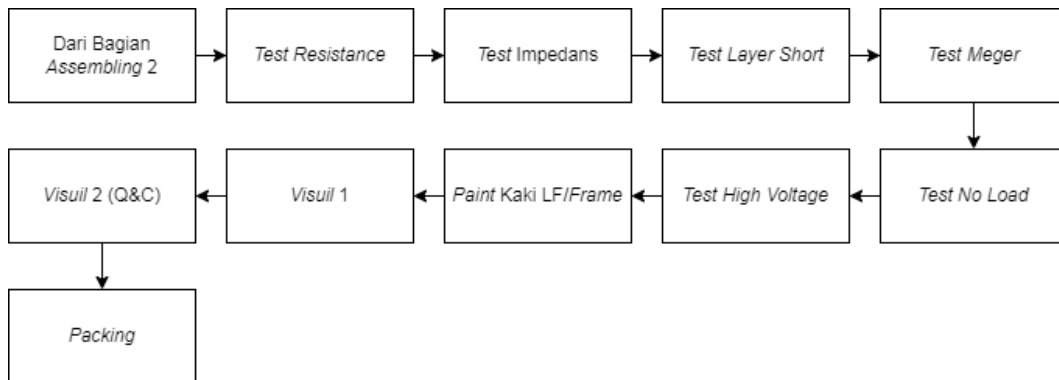 Dari Bagian
Assembling 2
Test Resistance
Test Impedans
Test Layer Short
Test Meger
Test No Load
Test High Voltage
Paint Kaki LF/Frame
Visuil 1
Visuil 2 (Q&C)
Packing